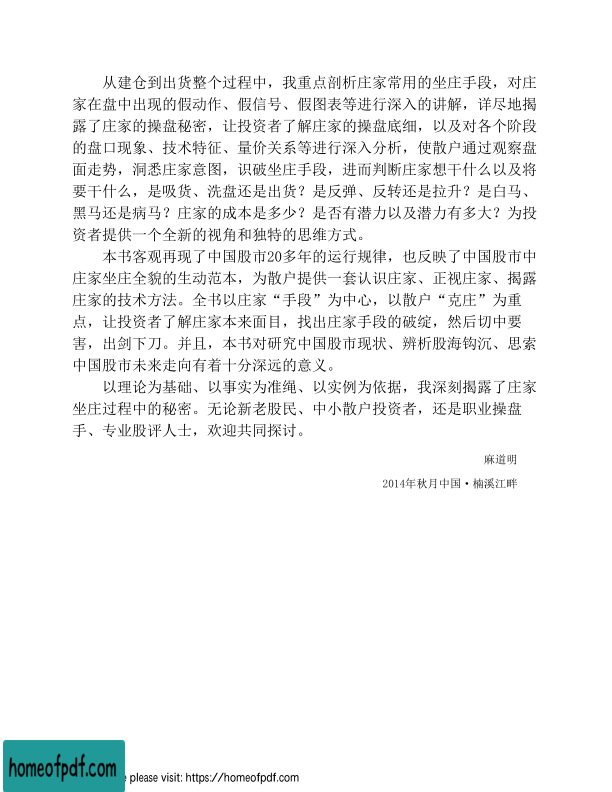 从建仓到出货整个过程中，我重点剖析庄家常用的坐庄手段，对庄
家在盘中出现的假动作、假信号、假图表等进行深入的讲解，详尽地揭
露了庄家的操盘秘密，让投资者了解庄家的操盘底细，以及对各个阶段
的盘口现象、技术特征、量价关系等进行深入分析，使散户通过观察盘
面走势，洞悉庄家意图，识破坐庄手段，进而判断庄家想干什么以及将
要干什么，是吸货、洗盘还是出货？是反弹、反转还是拉升？是白马、
黑马还是病马？庄家的成本是多少？是否有潜力以及潜力有多大？为投
资者提供一个全新的视角和独特的思维方式。
本书客观再现了中国股市20多年的运行规律，也反映了中国股市中
庄家坐庄全貌的生动范本，为散户提供一套认识庄家、正视庄家、揭露
庄家的技术方法。全书以庄家“手段”为中心，以散户“克庄”为重
点，让投资者了解庄家本来面目，找出庄家手段的破绽，然后切中要
害，出剑下刀。并且，本书对研究中国股市现状、辨析股海钩沉、思索
中国股市未来走向有着十分深远的意义。
以理论为基础、以事实为准绳、以实例为依据，我深刻揭露了庄家
坐庄过程中的秘密。无论新老股民、中小散户投资者，还是职业操盘
手、专业股评人士，欢迎共同探讨。
麻道明
2014年秋月中国·楠溪江畔
homeofpdf.com
e please visit: https://homeofpdf.com